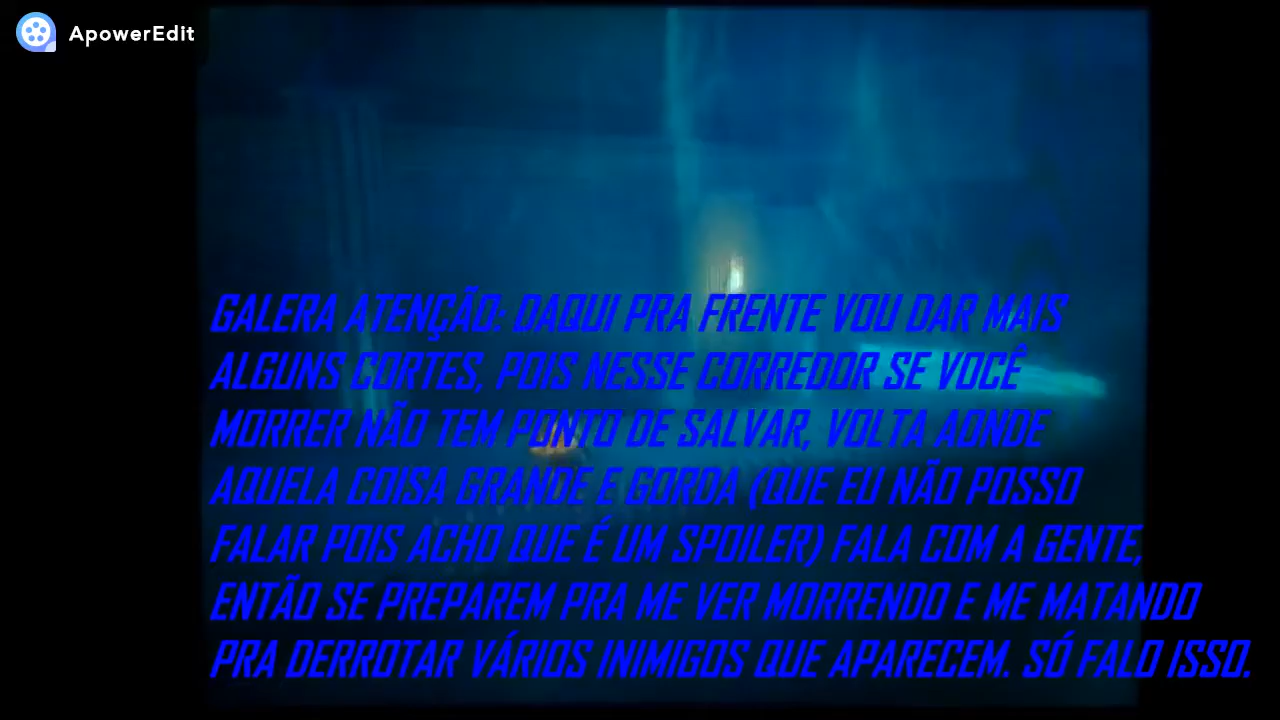 ApowerEdit
GALERA ATENÇÃO: DAQUI PRA FRENTE VOU DAR MAIS
ALGUNS CORTES, POIS NESSE CORREDOR SE VOCÊ
MORRER NÃO TEM PONTO DE SALVAR, VOLTA AONDE
AQUELA COISA GRANDE E GORDA (QUE EU NÃO POSSO
FALAR POIS ACHO QUE É UM SPOILER) FALA COM A GENTE,
ENTÃO SE PREPAREM PRA ME VER MORRENDO E ME MATANDO
PRA DERROTAR VÁRIOS INIMIGOS QUE APARECEM. SÓ FALO ISSO.